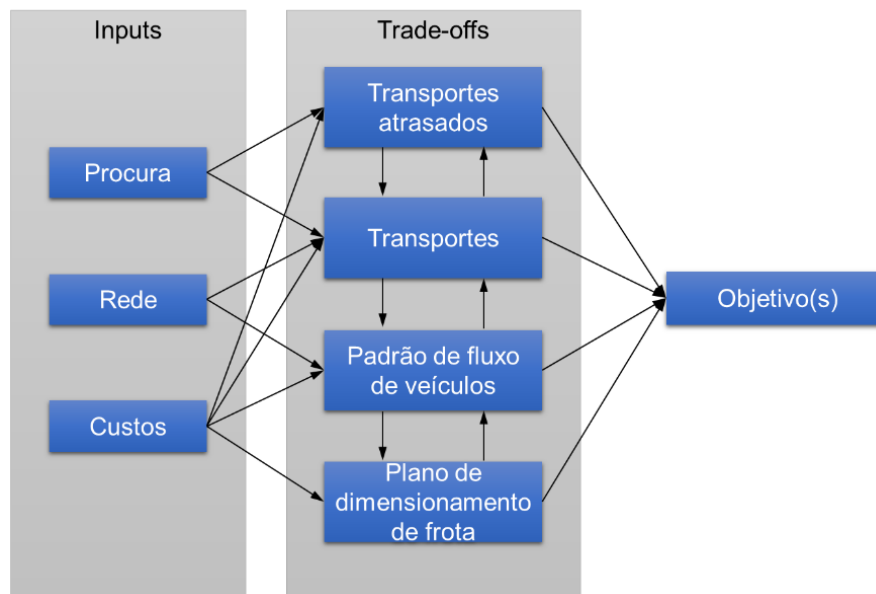 Inputs
Trade-offs
Procura
Rede
Custos
Transportes
atrasados
Transportes
Padrão de fluxo
de veículos
Plano de
dimensionamento
de frota
Objetivo(s)